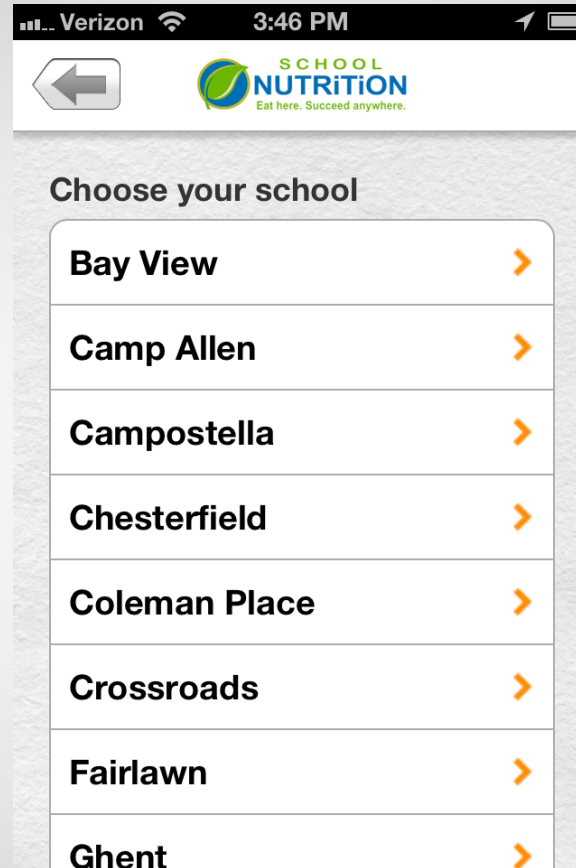 Verizon 3:46 PM
SCHOOL
NUTRiTiON
Eat here. Succeed anywhere.
Choose your school
Bay View
Camp Allen
Campostella
Chesterfield
Coleman Place
Crossroads
Fairlawn
Ghent